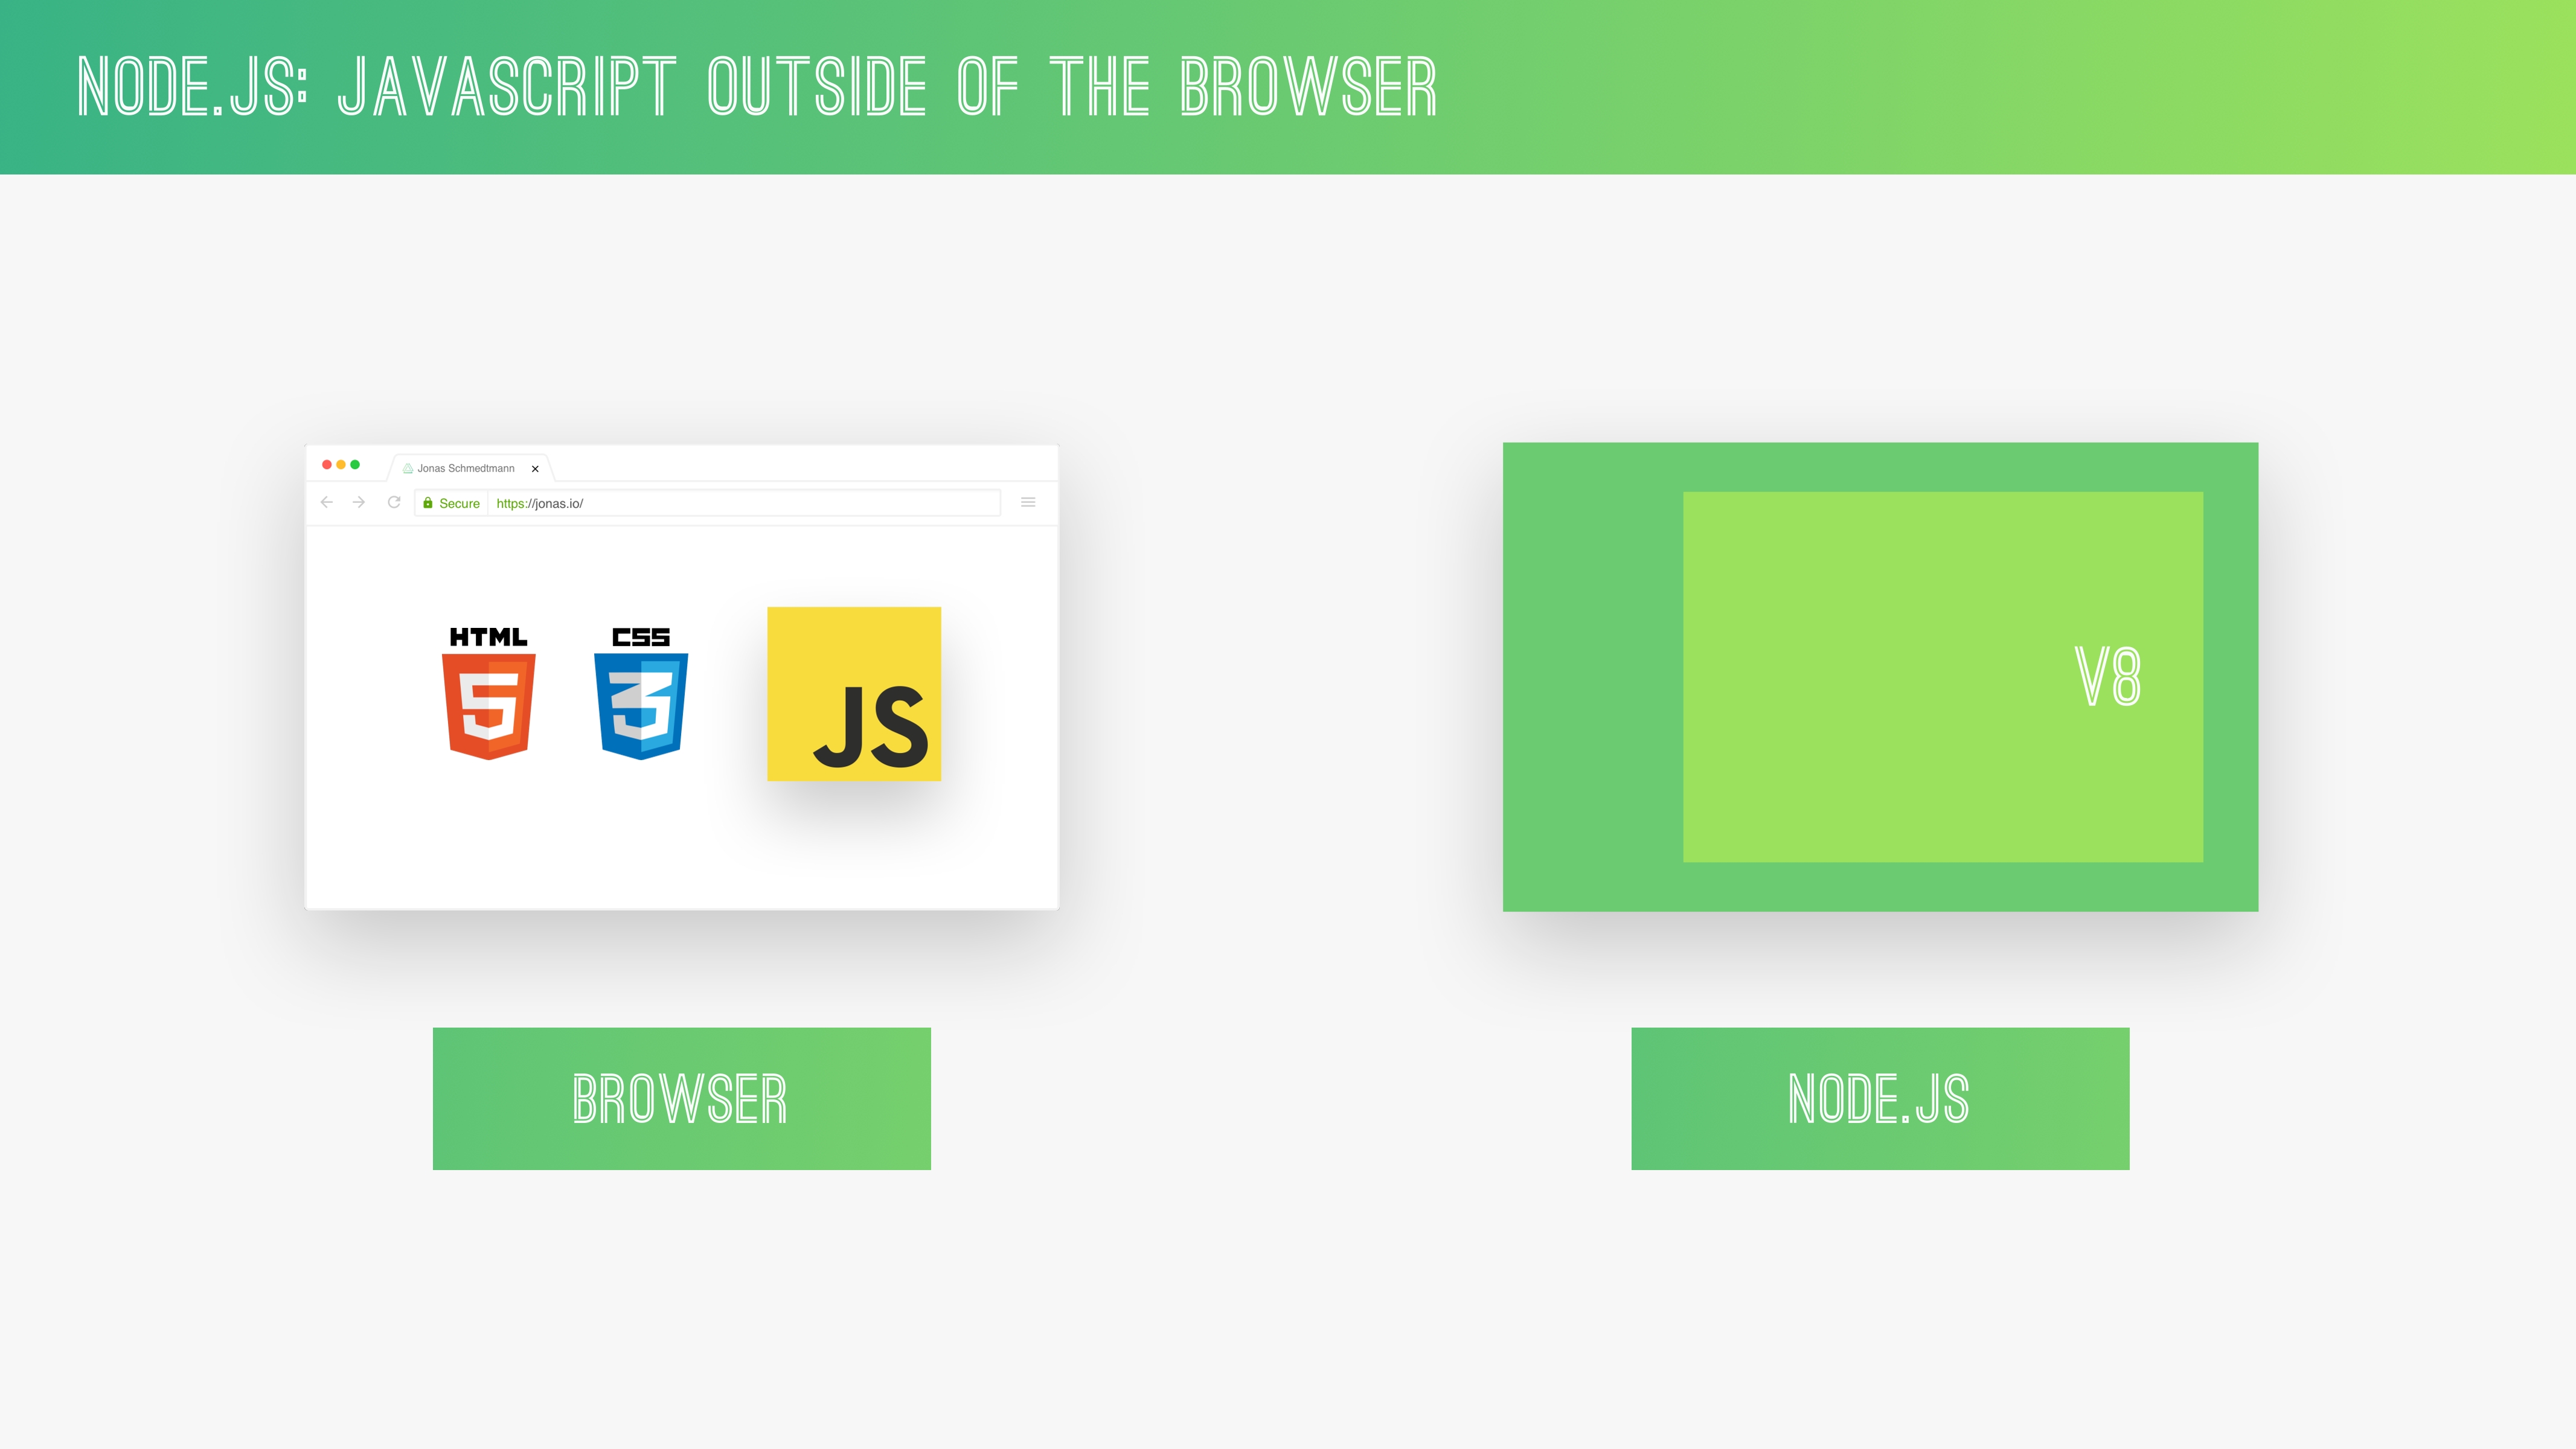 NODE.JS: JAVASCRIPT OUTSIDE OF THE BROWSER
Jonas Schmedtmann
Secure https://jonas.io/
HTML
5
CSS
3
JS
BROWSER
V8
NODE.JS